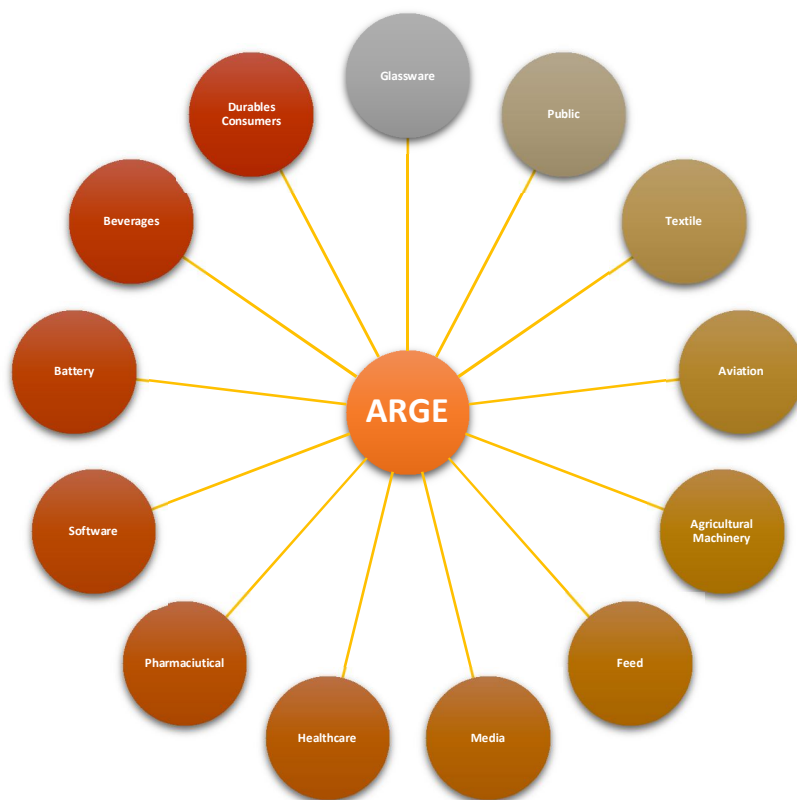 Glassware
Public
Textile
Aviation
Agricultural
Machinery
Feed
Media
Healthcare
Pharmaciutical
Software
Battery
Beverages
Durables
Consumers
ARGE